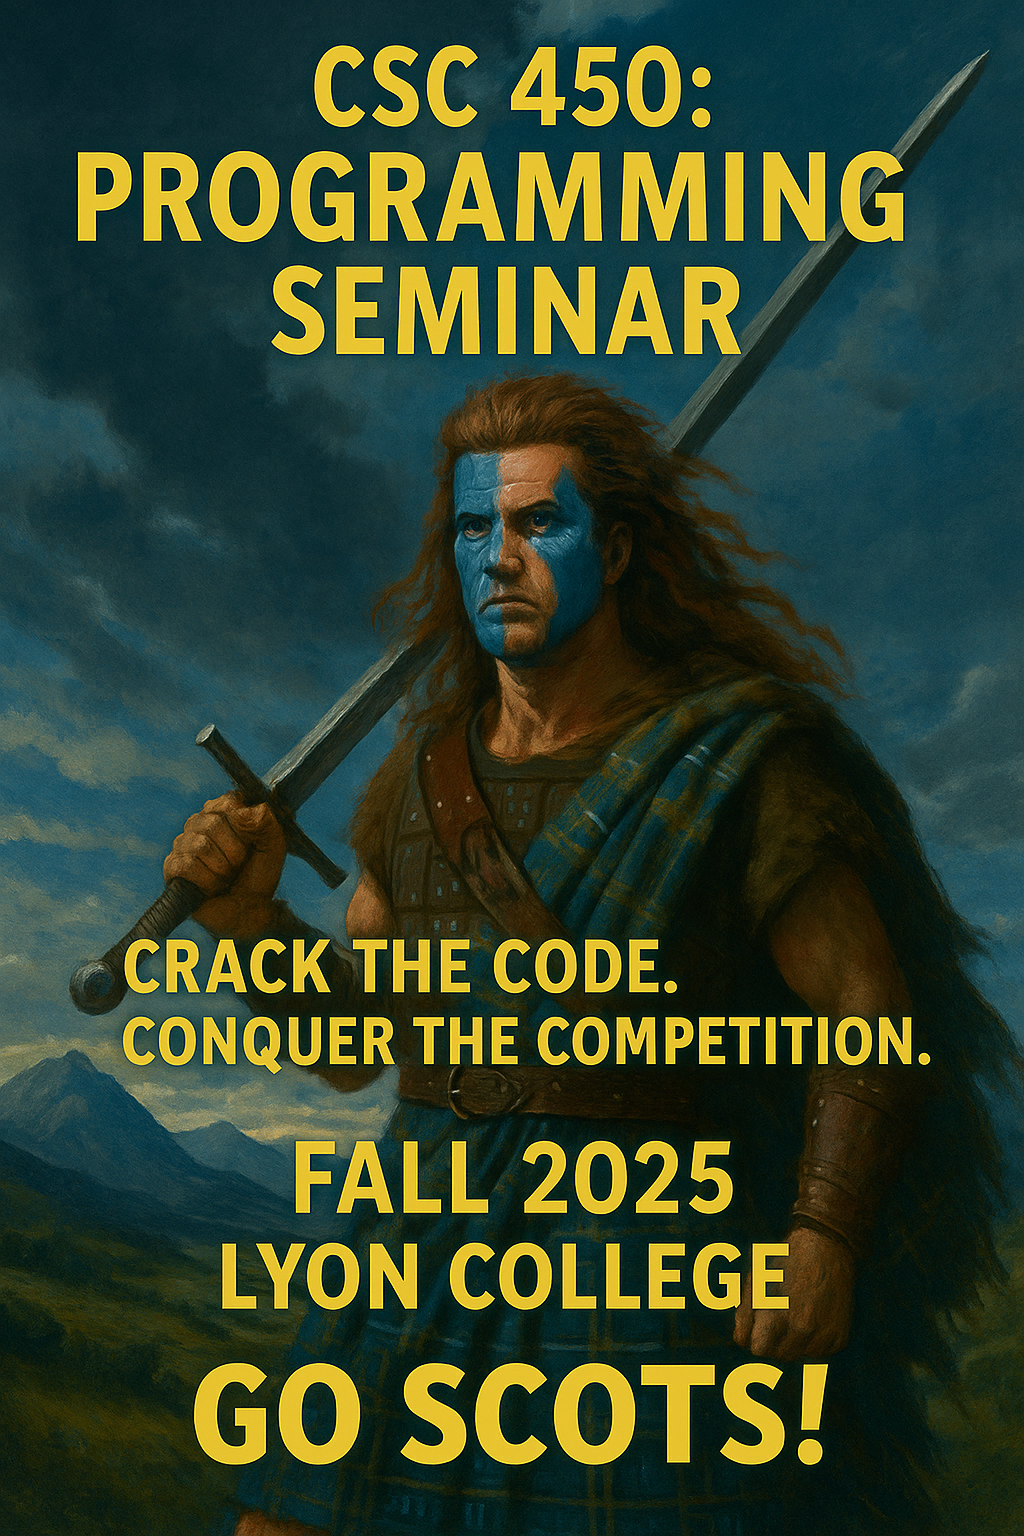 CSC 450:
PROGRAMMING
SEMINAR
CRACK THE CODE.
CONQUER THE COMPETITION.
FALL 2025
LYON COLLEGE
GO SCOTS!